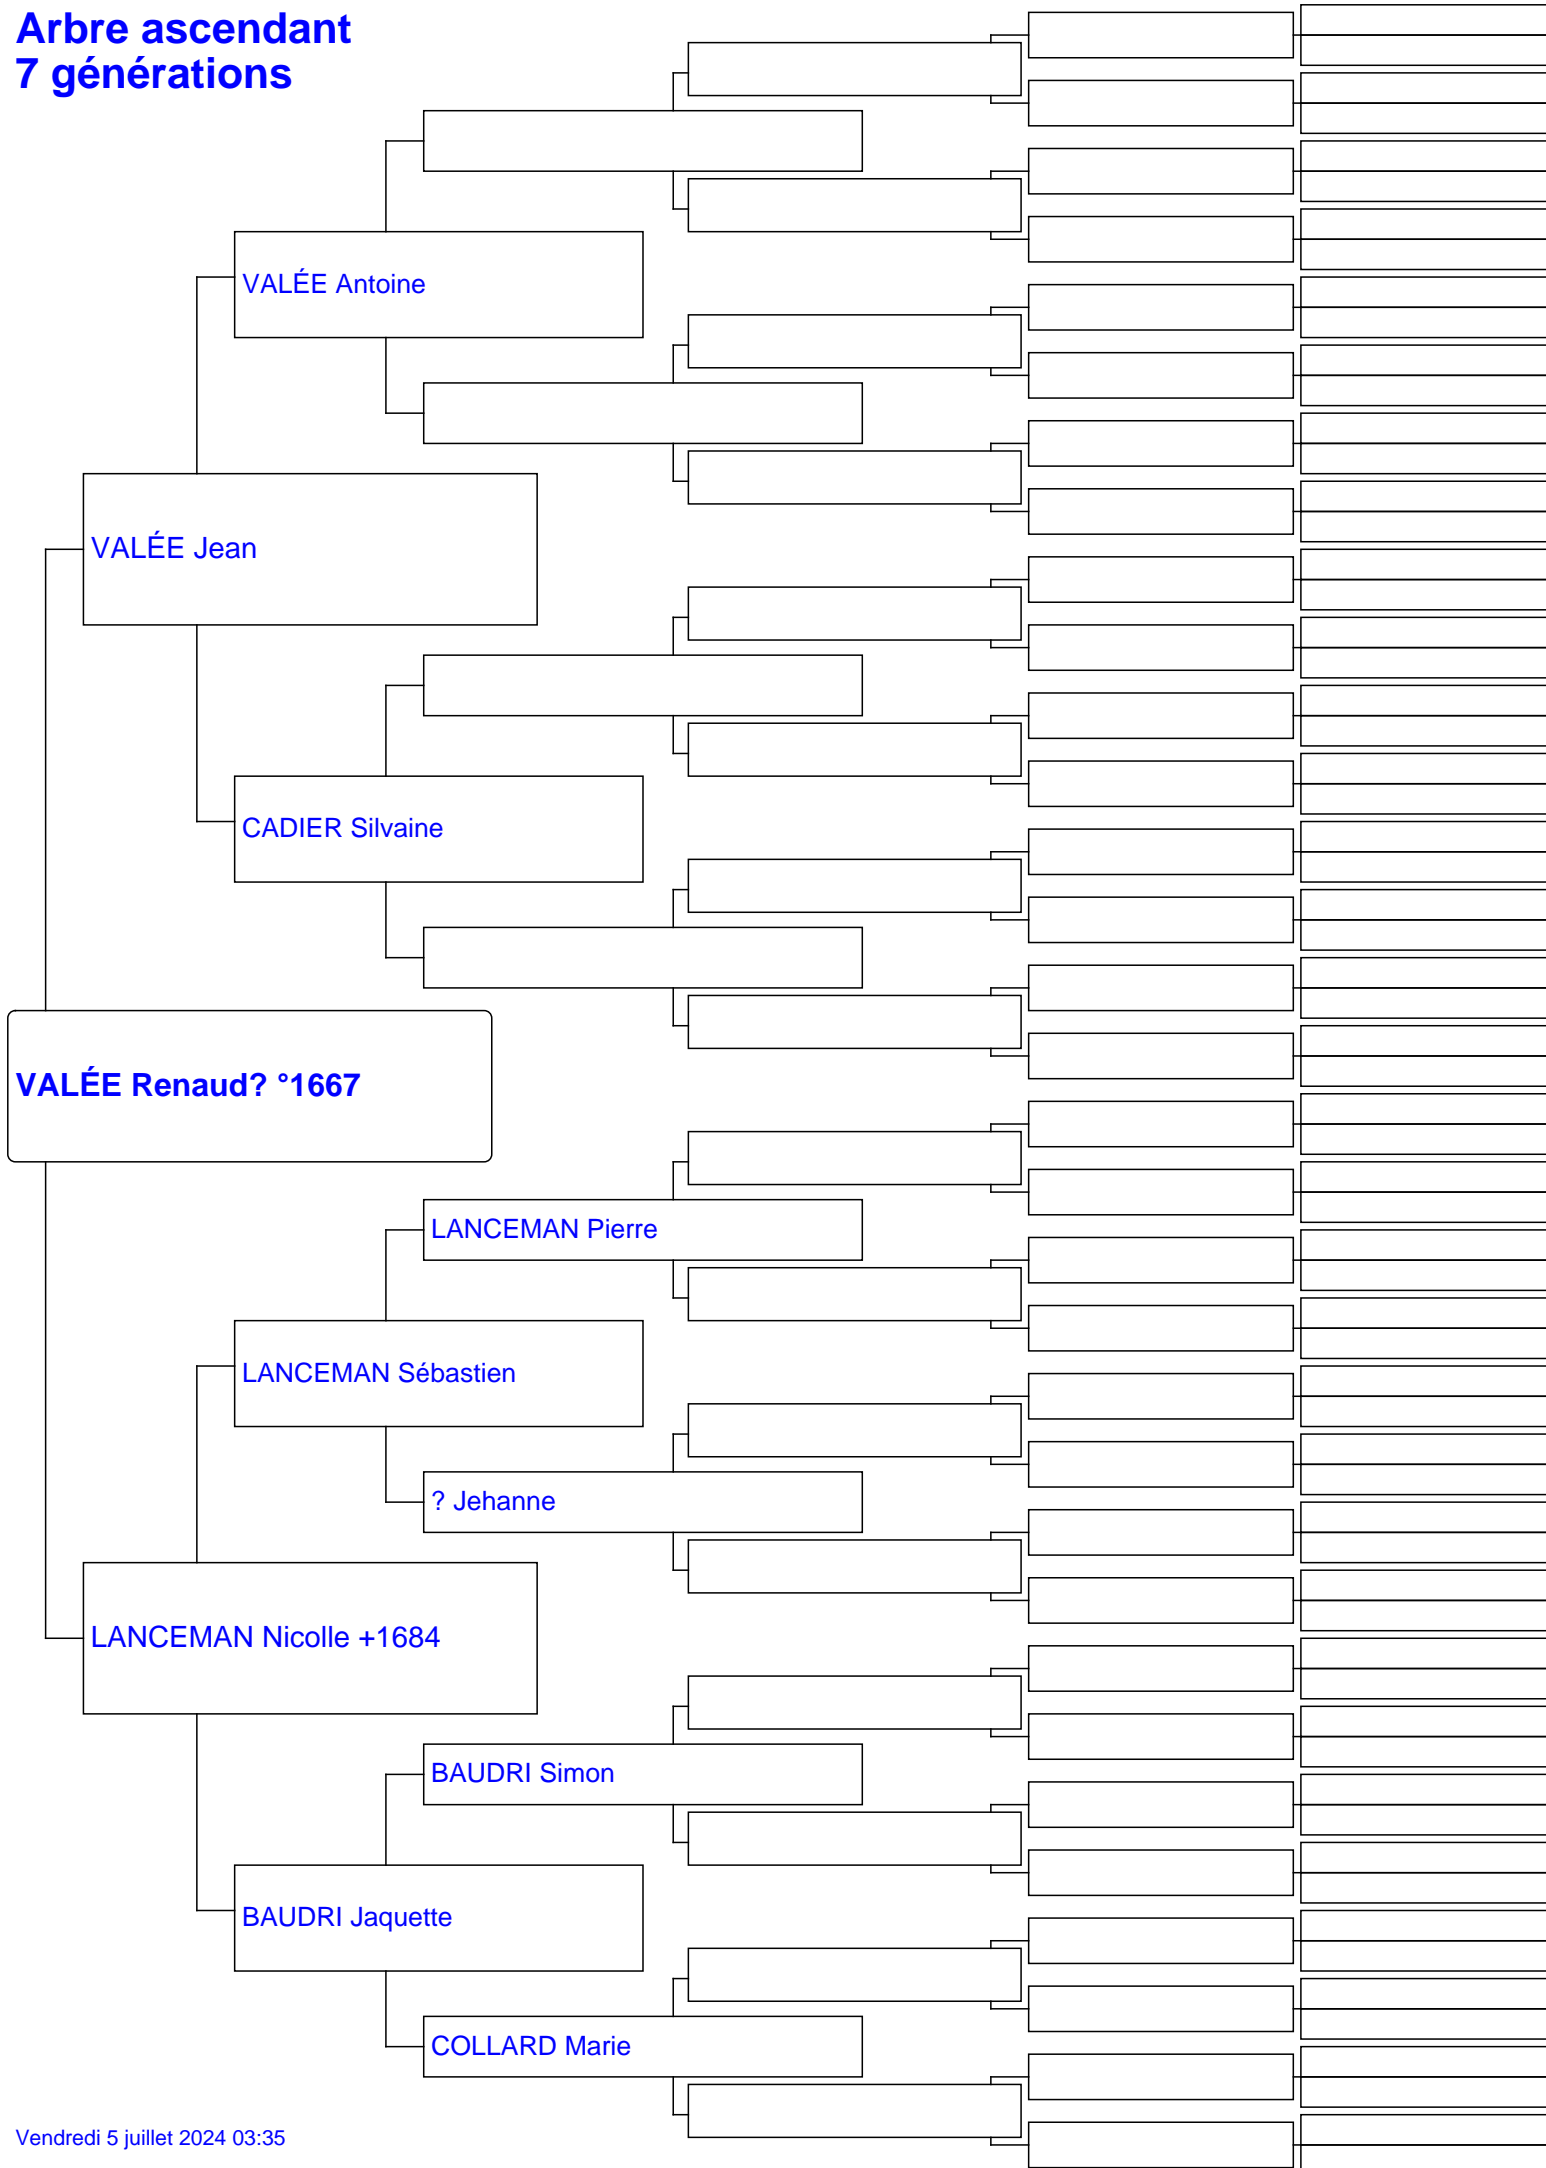 Arbre ascendant
7 générations
VALÉE Antoine
VALÉE Jean
CADIER Silvaine
VALÉE Renaud? °1667
LANCEMAN Pierre
LANCEMAN Sébastien
? Jehanne
LANCEMAN Nicolle +1684
BAUDRI Simon
BAUDRI Jaquette
COLLARD Marie
Vendredi 5 juillet 2024 03:35